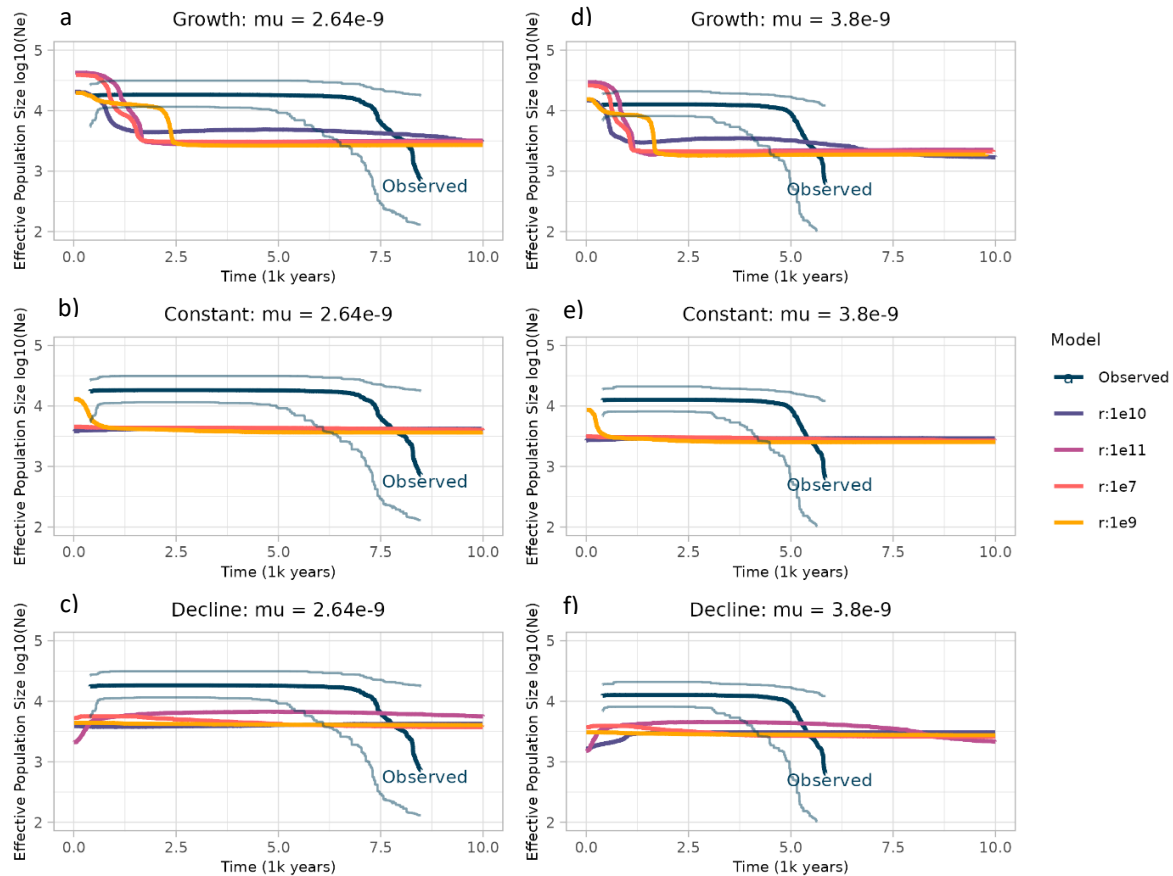 a
Growth: mu = 2.64e-9
Effective Population Size log10(Ne)
5
4
3
2
Observed
0.0 2.5 5.0 7.5 10.0
Time (1k years)
d)
Growth: mu = 3.8e-9
Effective Population Size log10(Ne)
5
4
3
2
Observed
0.0 2.5 5.0 7.5 10.0
Time (1k years)
b)
Constant: mu = 2.64e-9
Effective Population Size log10(Ne)
5
4
3
2
Observed
0.0 2.5 5.0 7.5 10.0
Time (1k years)
e)
Constant: mu = 3.8e-9
Effective Population Size log10(Ne)
5
4
3
2
Observed
0.0 2.5 5.0 7.5 10.0
Time (1k years)
c)
Decline: mu = 2.64e-9
Effective Population Size log10(Ne)
5
4
3
2
Observed
0.0 2.5 5.0 7.5 10.0
Time (1k years)
f)
Decline: mu = 3.8e-9
Effective Population Size log10(Ne)
5
4
3
2
Observed
0.0 2.5 5.0 7.5 10.0
Time (1k years)
Model
a Observed
r:1e10
r:1e11
r:1e7
r:1e9